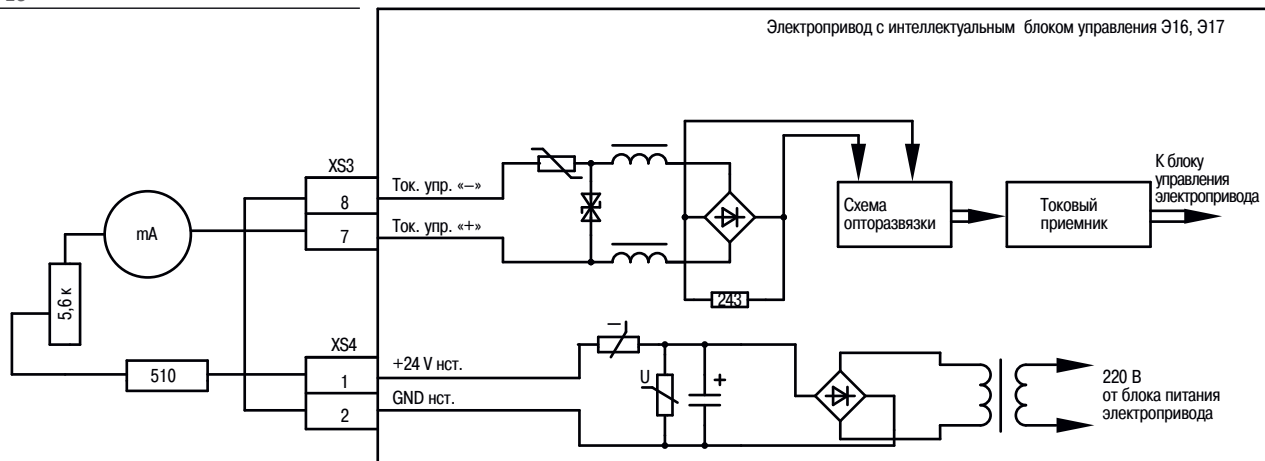 Электропривод с интеллектуальным блоком управления Э16, Э17
XS3
8
7
Ток. упр. «–»
Ток. упр. «+»
mA
5,6 к
510
243
Схема
опторазвязки
Токовый
приемник
К блоку
управления
электропривода
XS4
1
2
+24 V нст.
GND нст.
–
U
+
220 В
от блока питания
электропривода